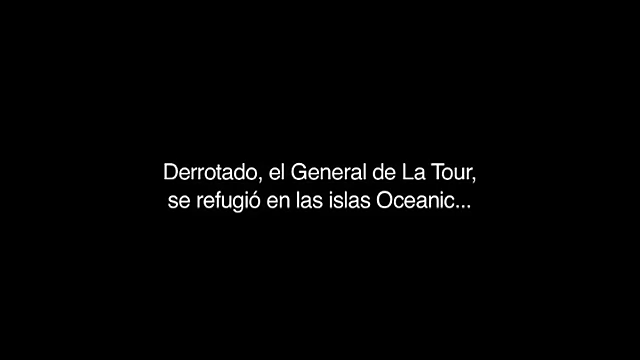 Derrotado, el General de La Tour,
se refugió en las islas Oceanic...